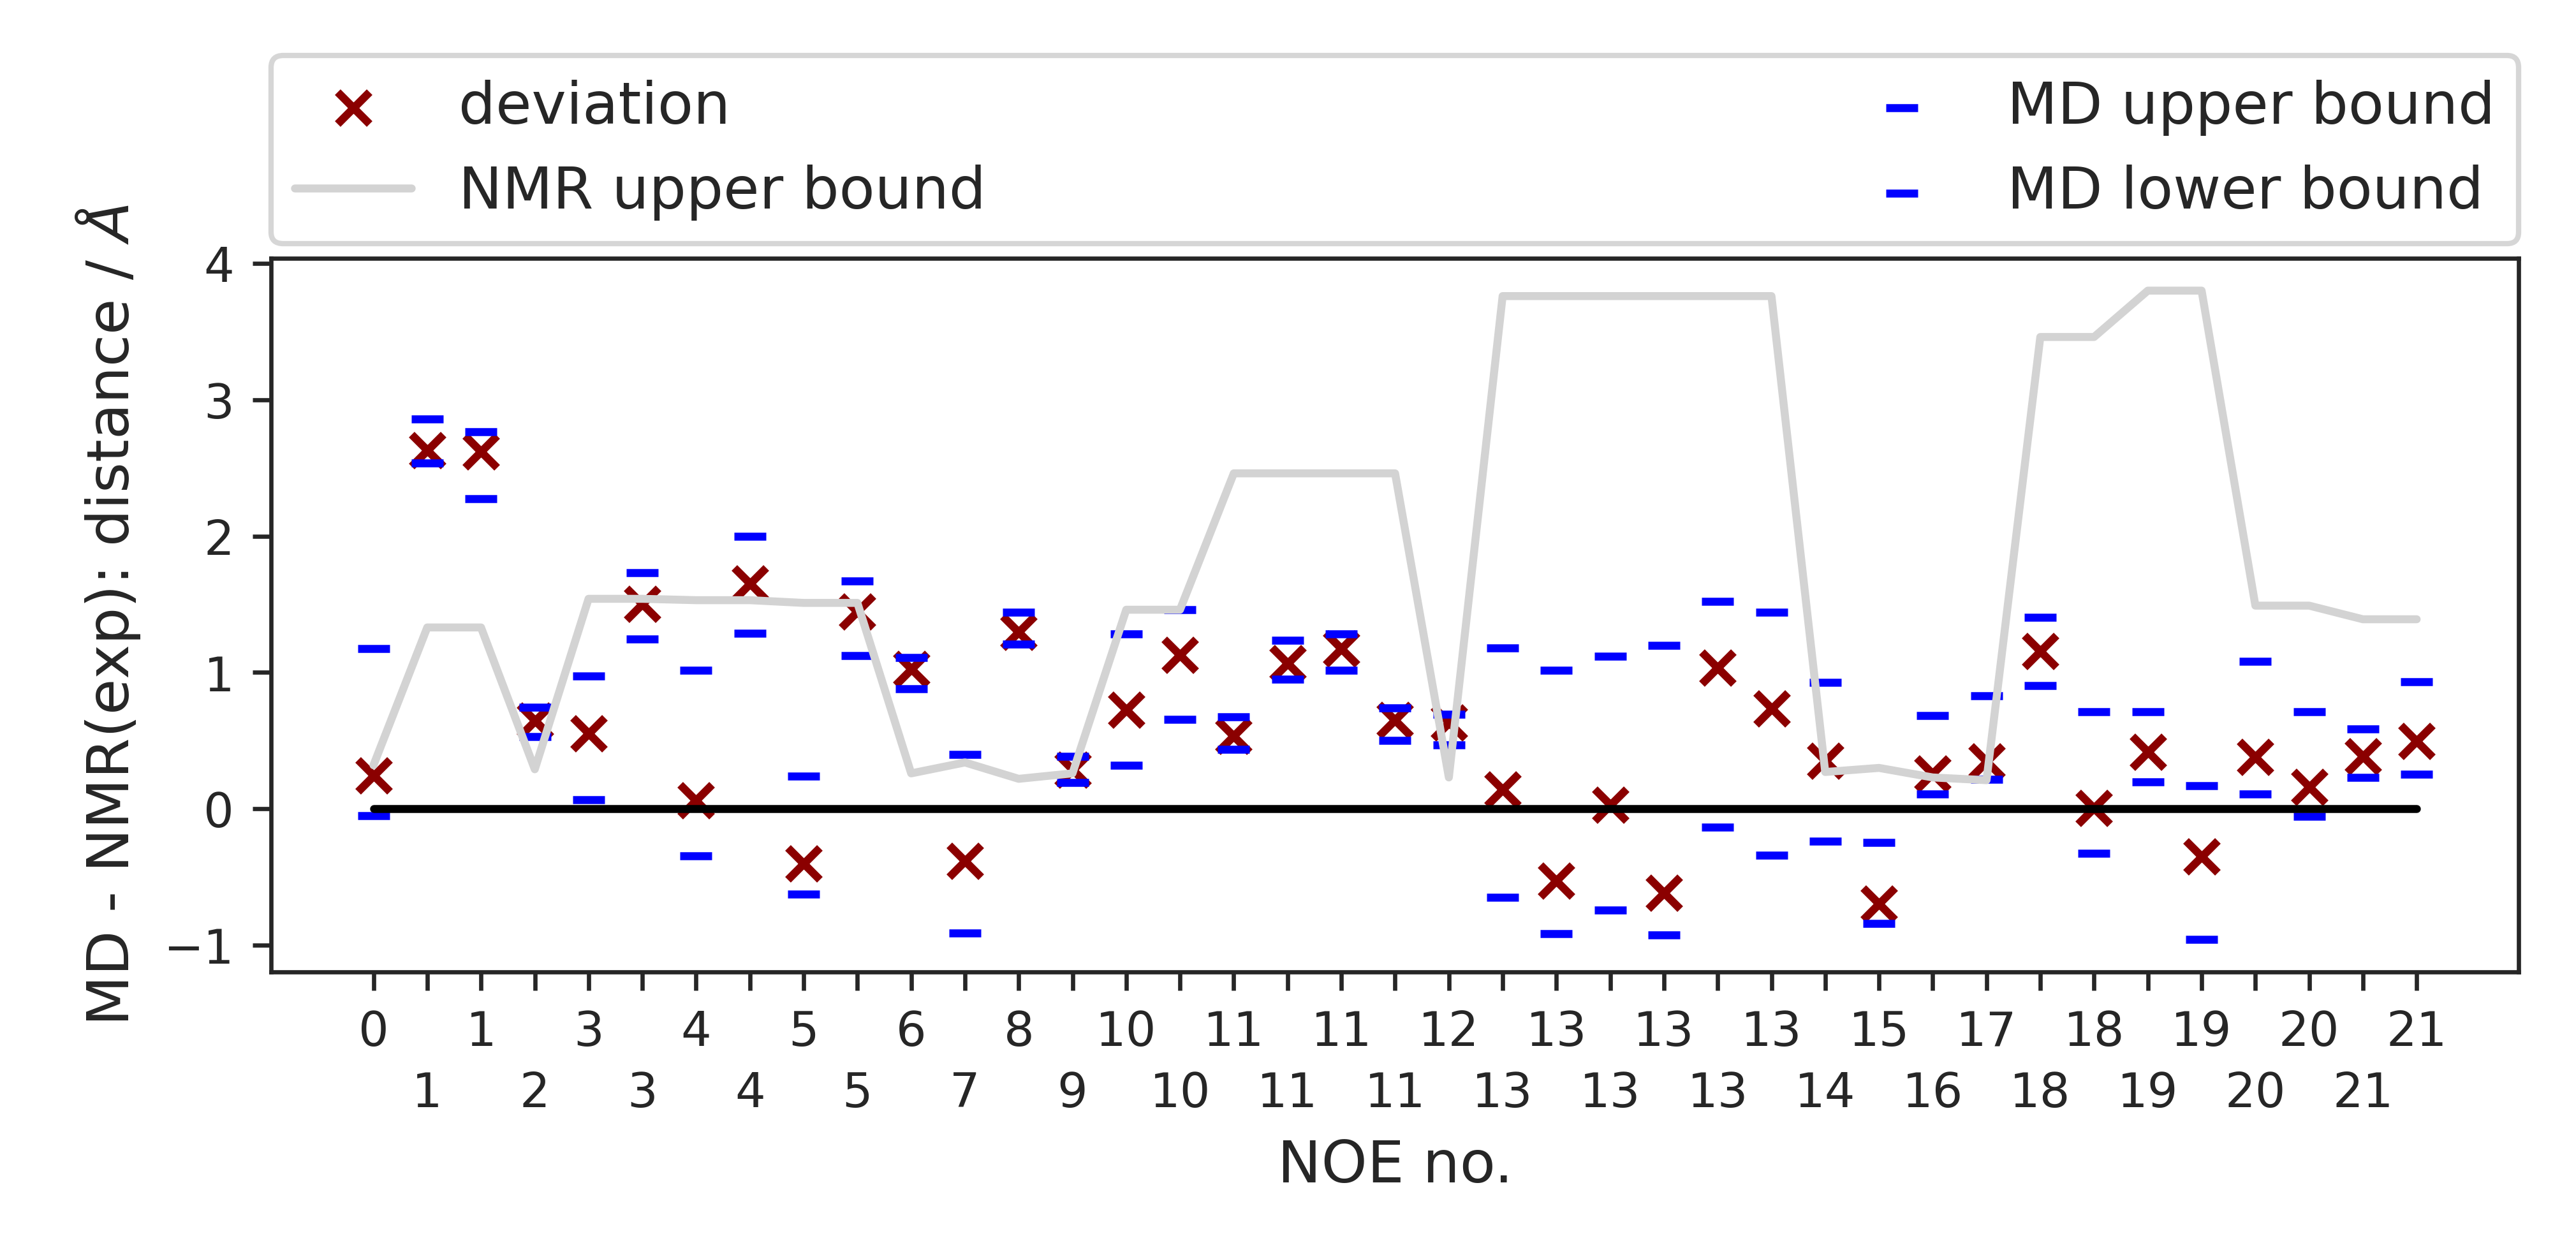 deviation
NMR upper bound
MD upper bound
MD lower bound
MD - NMR(exp): distance / Å
4
3
2
1
0
−1
0 1 3 4 5 6 8 10 11 11 12 13 13 13 15 17 18 19 20 21
1 2 3 4 5 7 9 10 11 11 13 13 13 14 16 18 19 20 21
NOE no.